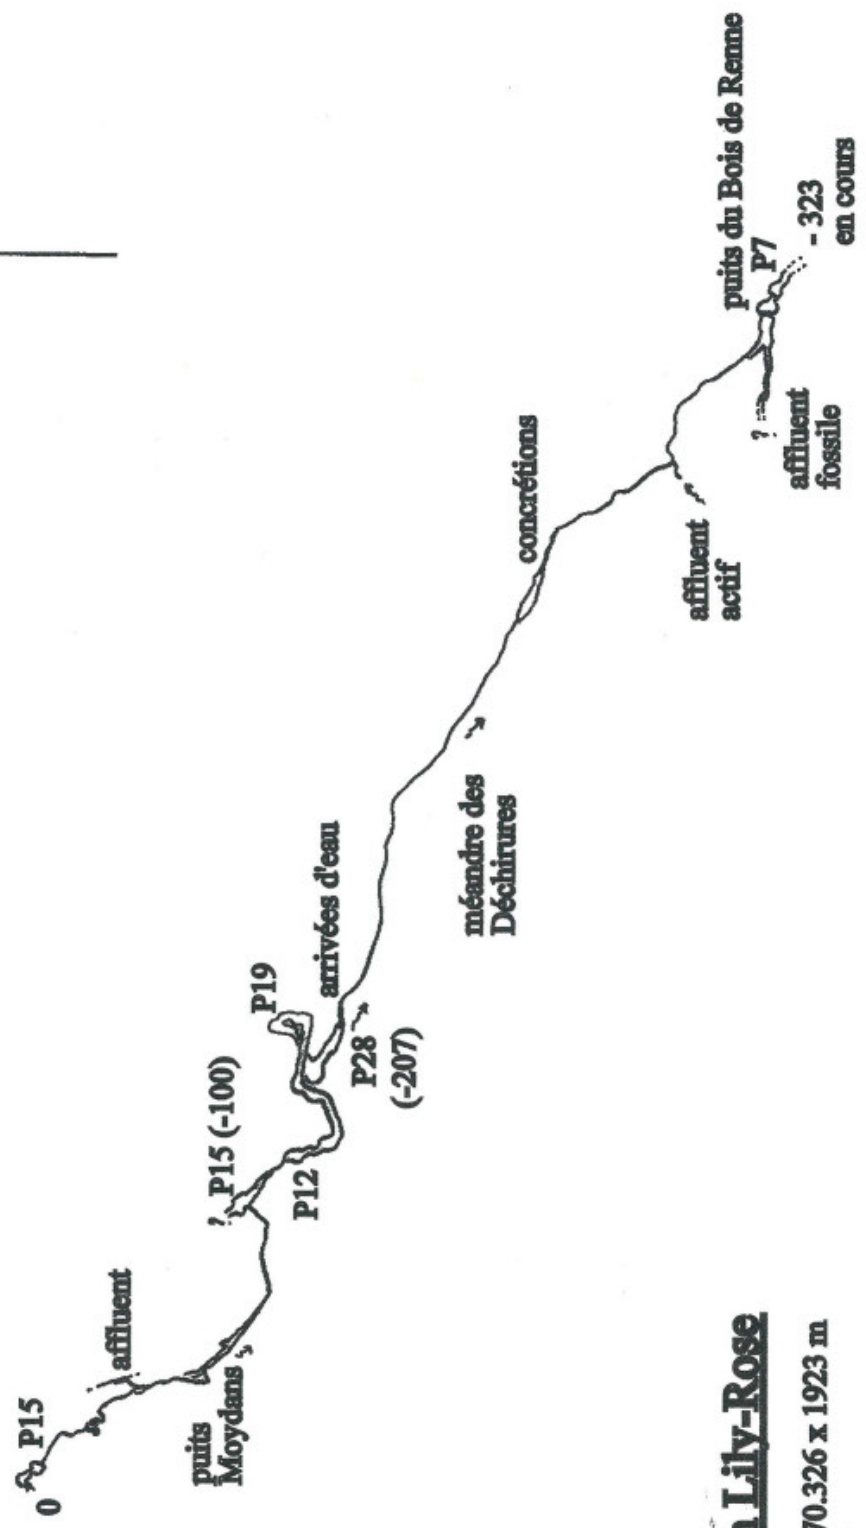 0
P15
affluent
puits
Moydans
?
P15 (-100)
P12
P19
P28
(-207)
arrivées d'eau
méandre des
Déchirures
concrétions
affluent
actif
?
affluent
fossile
puits du Bois de Renne
P7
- 323
en cours
Lily-Rose
70.326 x 1923 m